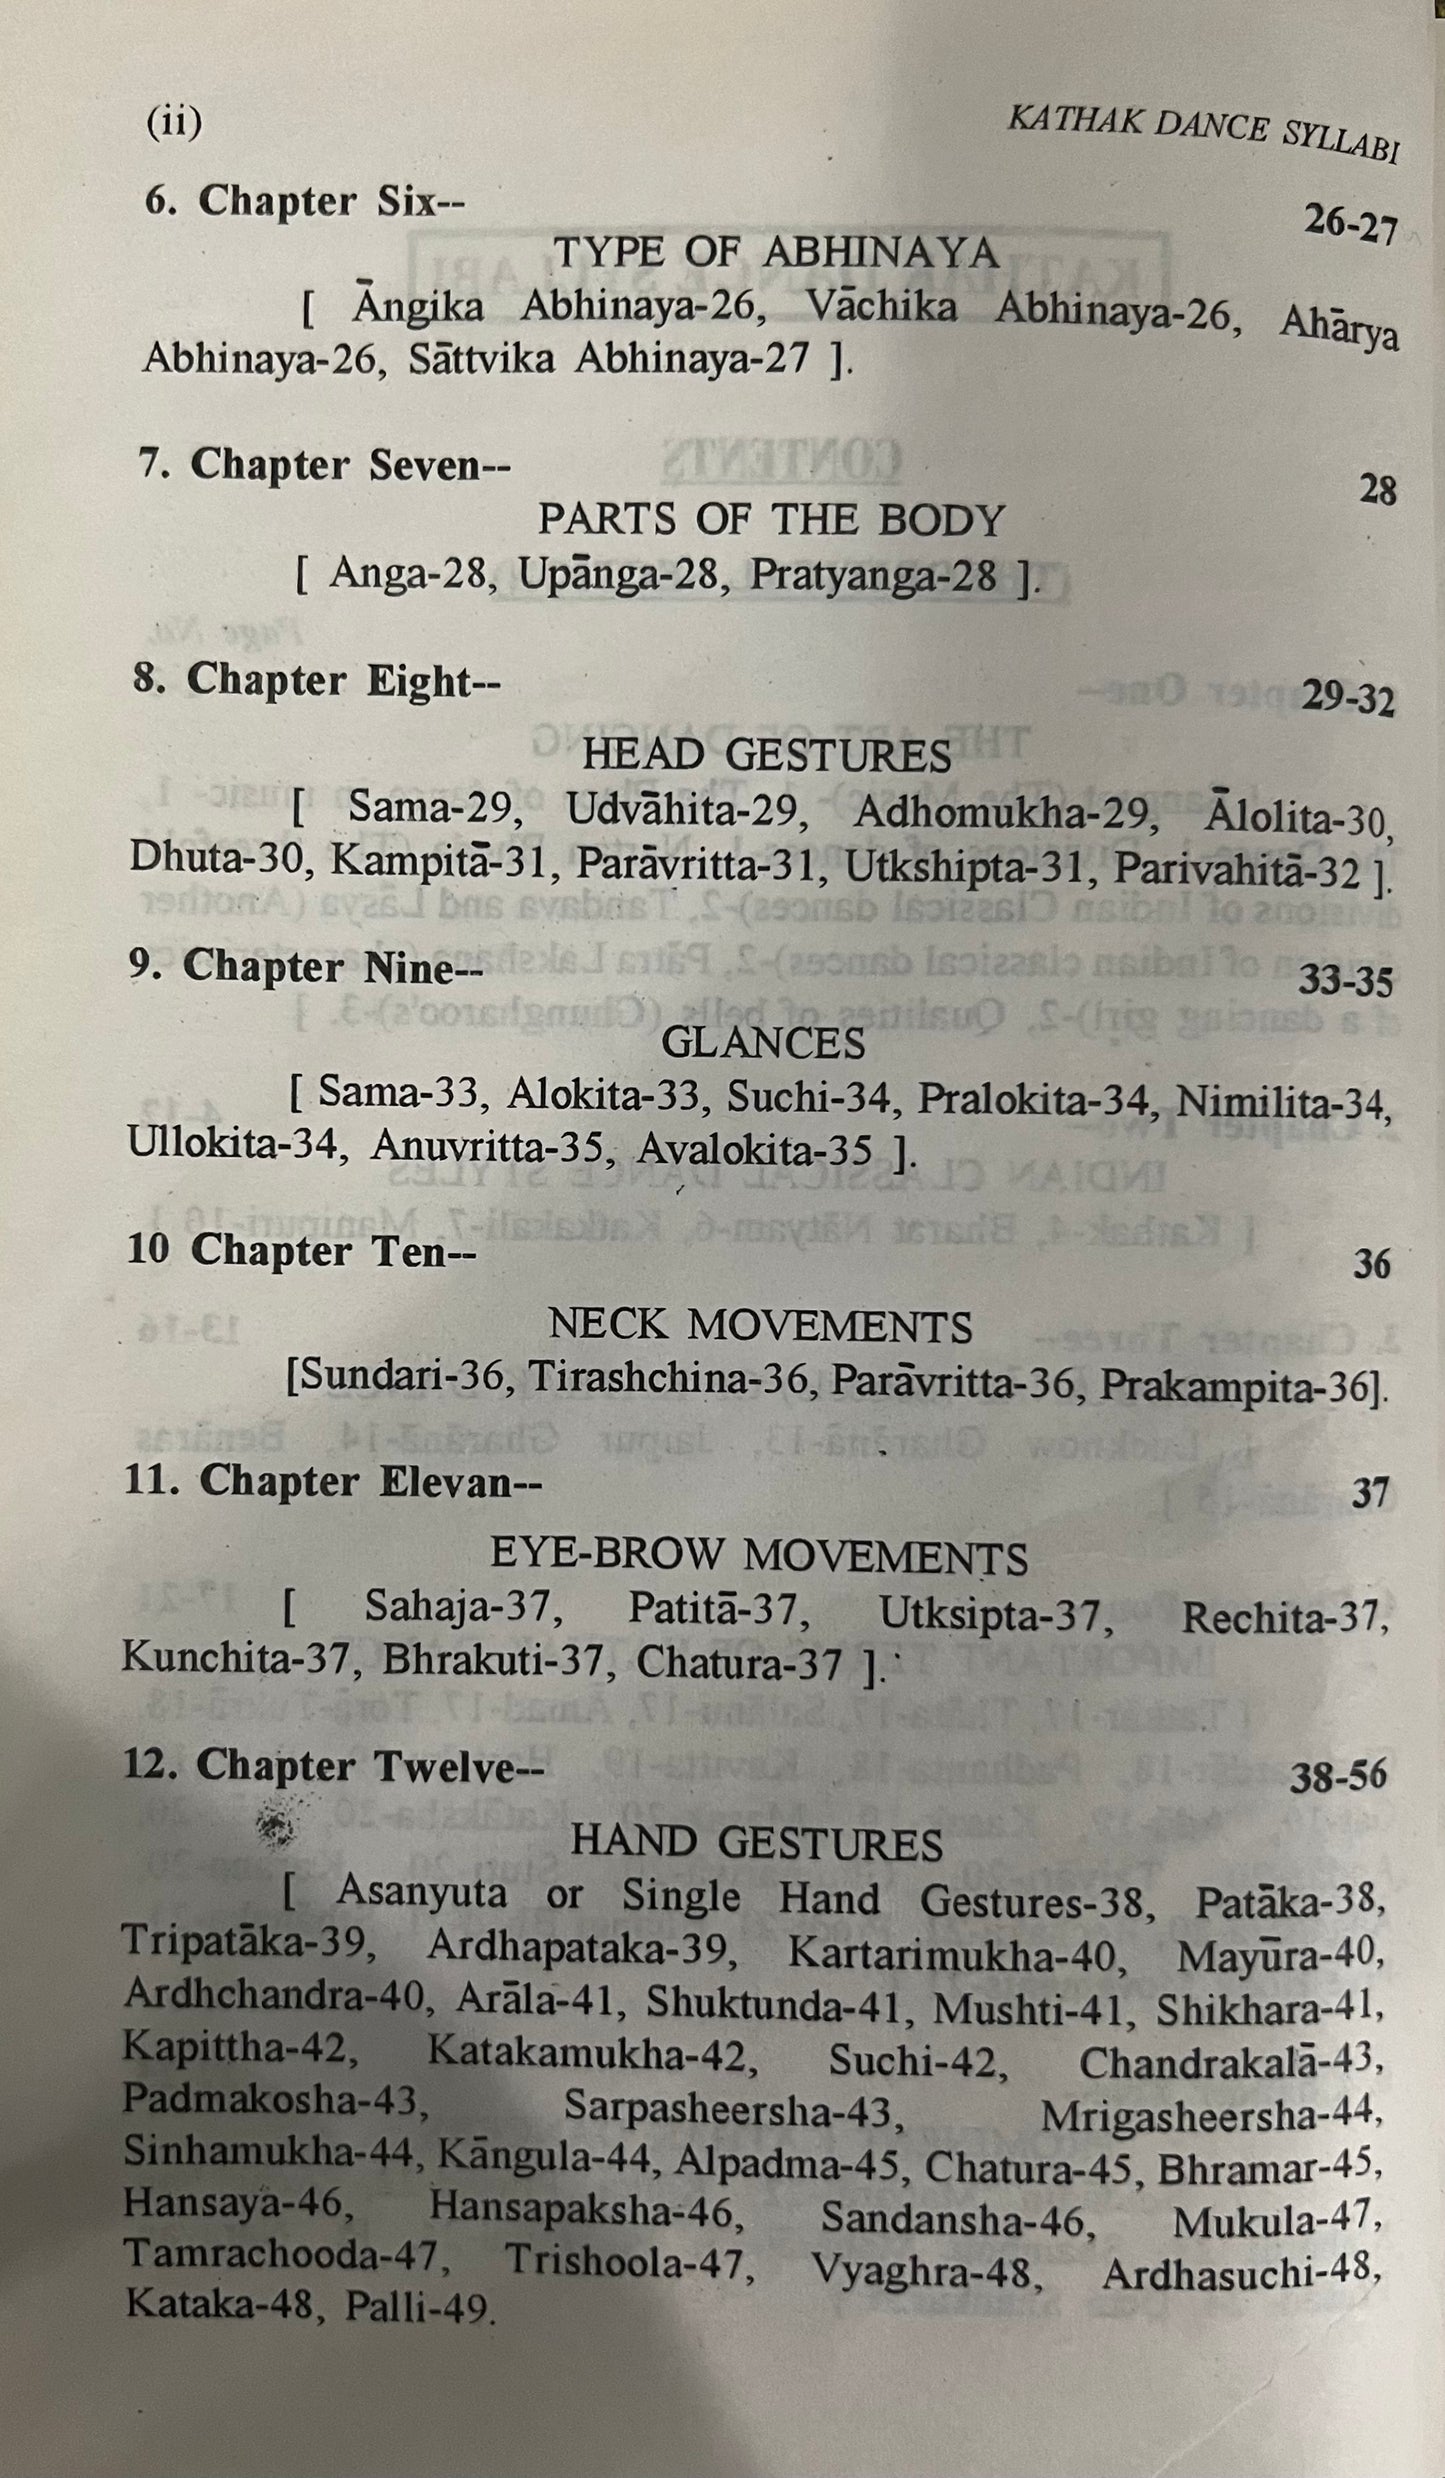 (ii)
KATHAK DANCE SYLLABI
6. Chapter Six-- 26-27
TYPE OF ABHINAYA
[ Āngika Abhinaya-26, Vāchika Abhinaya-26, Ahārya
Abhinaya-26, Sāttvika Abhinaya-27 ].
7. Chapter Seven-- 28
PARTS OF THE BODY
[ Anga-28, Upānga-28, Pratyanga-28 ].
8. Chapter Eight-- 29-32
HEAD GESTURES
[ Sama-29, Udvāhita-29, Adhomukha-29, Ālolita-30,
Dhuta-30, Kampitā-31, Parāvritta-31, Utkshipta-31, Parivahitā-32 ].
9. Chapter Nine-- 33-35
GLANCES
[ Sama-33, Alokita-33, Suchi-34, Pralokita-34, Nimilita-34,
Ullokita-34, Anuvritta-35, Avalokita-35 ].
10 Chapter Ten-- 36
NECK MOVEMENTS
[Sundari-36, Tirashchina-36, Parāvritta-36, Prakampita-36].
11. Chapter Elevan-- 37
EYE-BROW MOVEMENTS
[ Sahaja-37, Patitā-37, Utksipta-37, Rechita-37,
Kunchita-37, Bhrakuti-37, Chatura-37 ].
12. Chapter Twelve-- 38-56
HAND GESTURES
[ Asanyuta or Single Hand Gestures-38, Patāka-38,
Tripatāka-39, Ardhapataka-39, Kartarimukha-40, Mayūra-40,
Ardhchandra-40, Arāla-41, Shuktunda-41, Mushti-41, Shikhara-41,
Kapittha-42, Katakamukha-42, Suchi-42, Chandrakalā-43,
Padmakosha-43, Sarpasheersha-43, Mrigasheersha-44,
Sinhamukha-44, Kāngula-44, Alpadma-45, Chatura-45, Bhramar-45,
Hansaya-46, Hansapaksha-46, Sandansha-46, Mukula-47,
Tamrachooda-47, Trishoola-47, Vyaghra-48, Ardhasuchi-48,
Kataka-48, Palli-49.